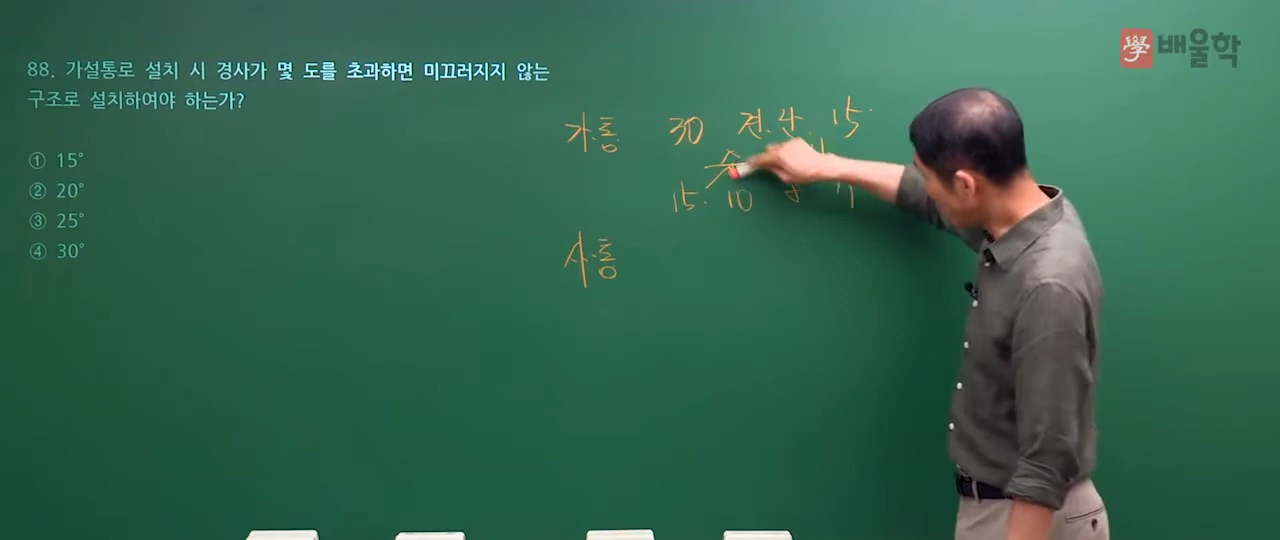 學 배울학
88. 가설통로 설치 시 경사가 몇 도를 초과하면 미끄러지지 않는
구조로 설치하여야 하는가?
① 15°
② 20°
③ 25°
④ 30°
가.통 30 견.난. 15
15. 10
사.통